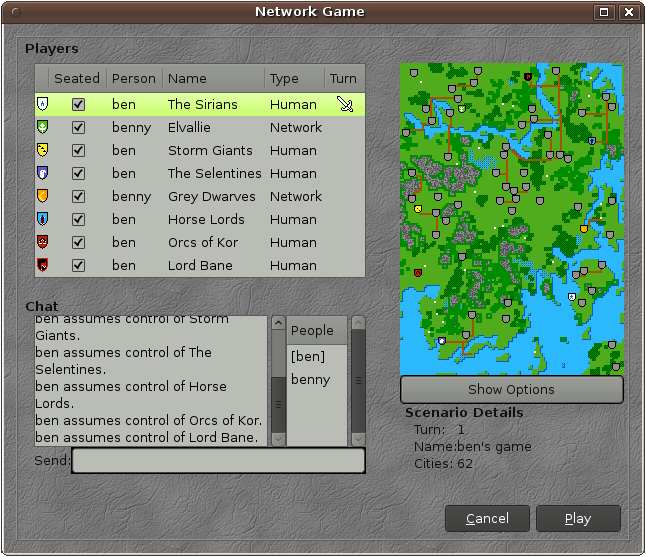 Network Game
Players
Seated Person Name Type Turn
ben The Sirians Human
benny Elvallie Network
ben Storm Giants Human
ben The Selentines Human
benny Grey Dwarves Network
ben Horse Lords Human
ben Orcs of Kor Human
ben Lord Bane Human
Chat
ben assumes control of Storm
Giants.
ben assumes control of The
Selentines.
ben assumes control of Horse
Lords.
ben assumes control of Orcs of Kor.
ben assumes control of Lord Bane.
People
[ben]
benny
Send:
Show Options
Scenario Details
Turn: 1
Name:ben's game
Cities: 62
Cancel
Play